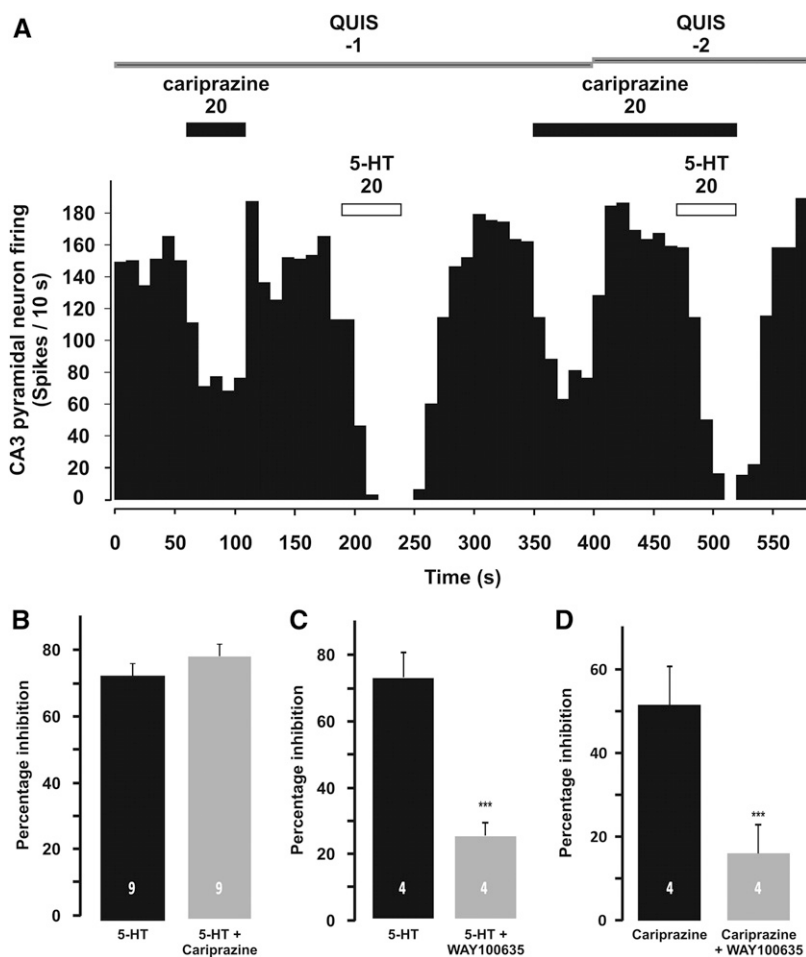 A
QUIS
-1
QUIS
-2
cariprazine
20
cariprazine
20
5-HT
20
5-HT
20
CA3 pyramidal neuron firing
(Spikes / 10 s)
180
160
140
120
100
80
60
40
20
0
0 50 100 150 200 250 300 350 400 450 500 550
Time (s)
B
Percentage inhibition
80
60
40
20
0
9
9
5-HT
5-HT +
Cariprazine
C
Percentage inhibition
80
60
40
20
0
***
4
4
5-HT
5-HT +
WAY100635
D
Percentage inhibition
60
40
20
0
***
4
4
Cariprazine
Cariprazine
+ WAY100635